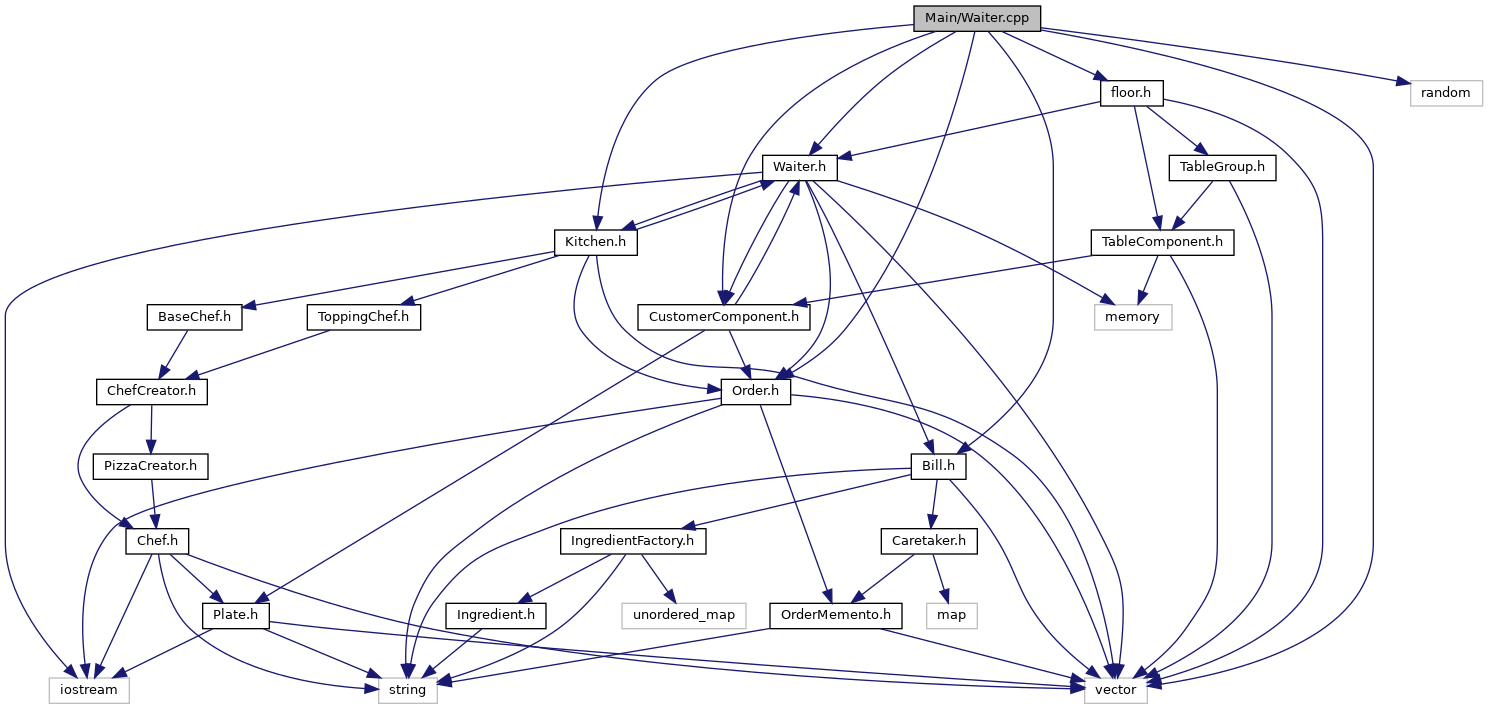 Main/Waiter.cpp
floor.h
random
Waiter.h
TableGroup.h
Kitchen.h
TableComponent.h
BaseChef.h
ToppingChef.h
CustomerComponent.h
memory
ChefCreator.h
Order.h
PizzaCreator.h
Bill.h
Chef.h
IngredientFactory.h
Caretaker.h
Plate.h
Ingredient.h
unordered_map
OrderMemento.h
map
iostream
string
vector